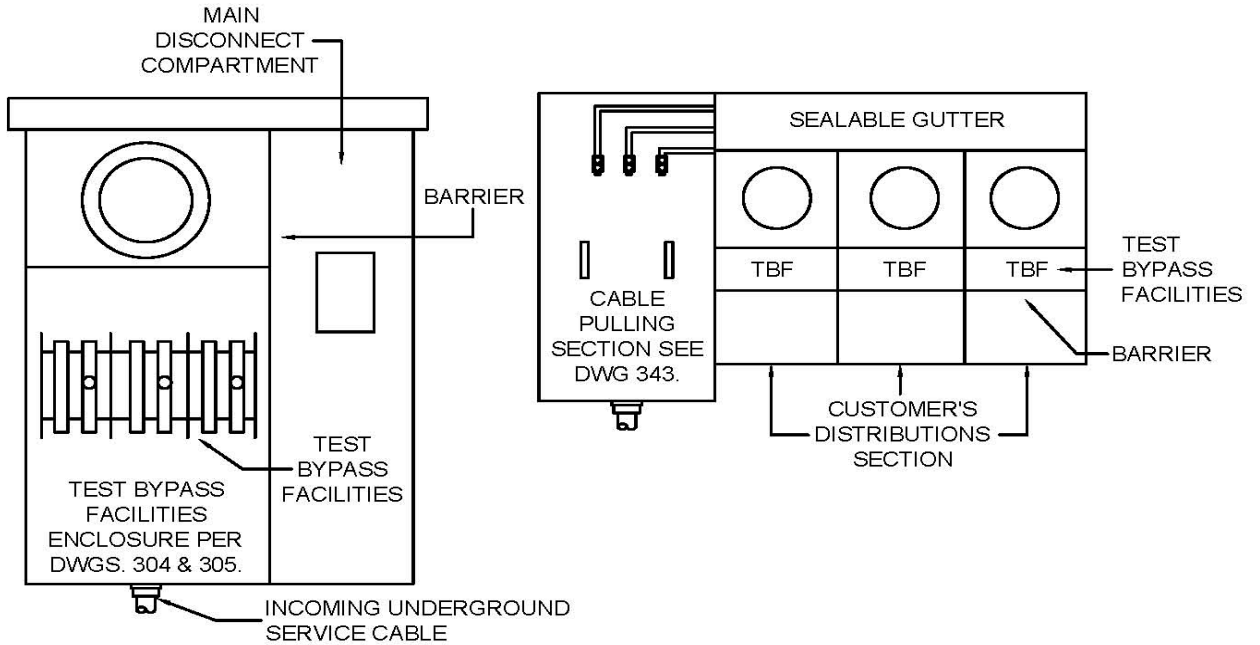 MAIN
DISCONNECT
COMPARTMENT
BARRIER
TEST
BYPASS
FACILITIES
TEST BYPASS
FACILITIES
ENCLOSURE PER
DWGS. 304 & 305.
INCOMING UNDERGROUND
SERVICE CABLE
SEALABLE GUTTER
TBF
TBF
TBF
TEST
BYPASS
FACILITIES
CABLE
PULLING
SECTION SEE
DWG 343.
BARRIER
CUSTOMER'S
DISTRIBUTIONS
SECTION